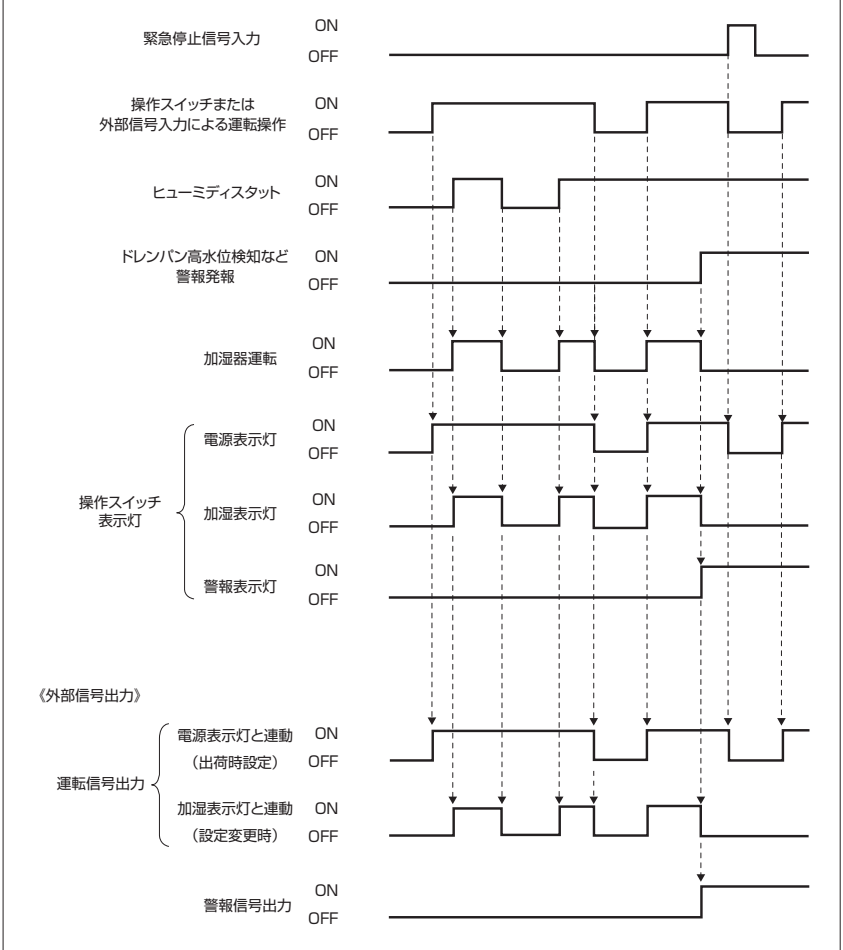 緊急停止信号入力
ON
OFF
操作スイッチまたは
外部信号入力による運転操作
ON
OFF
ヒューミディスタット
ON
OFF
ドレンパン高水位検知など
警報発報
ON
OFF
加湿器運転
ON
OFF
操作スイッチ
表示灯
電源表示灯
ON
OFF
加湿表示灯
ON
OFF
警報表示灯
ON
OFF
《外部信号出力》
運転信号出力
電源表示灯と連動
（出荷時設定）
ON
OFF
加湿表示灯と連動
（設定変更時）
ON
OFF
警報信号出力
ON
OFF